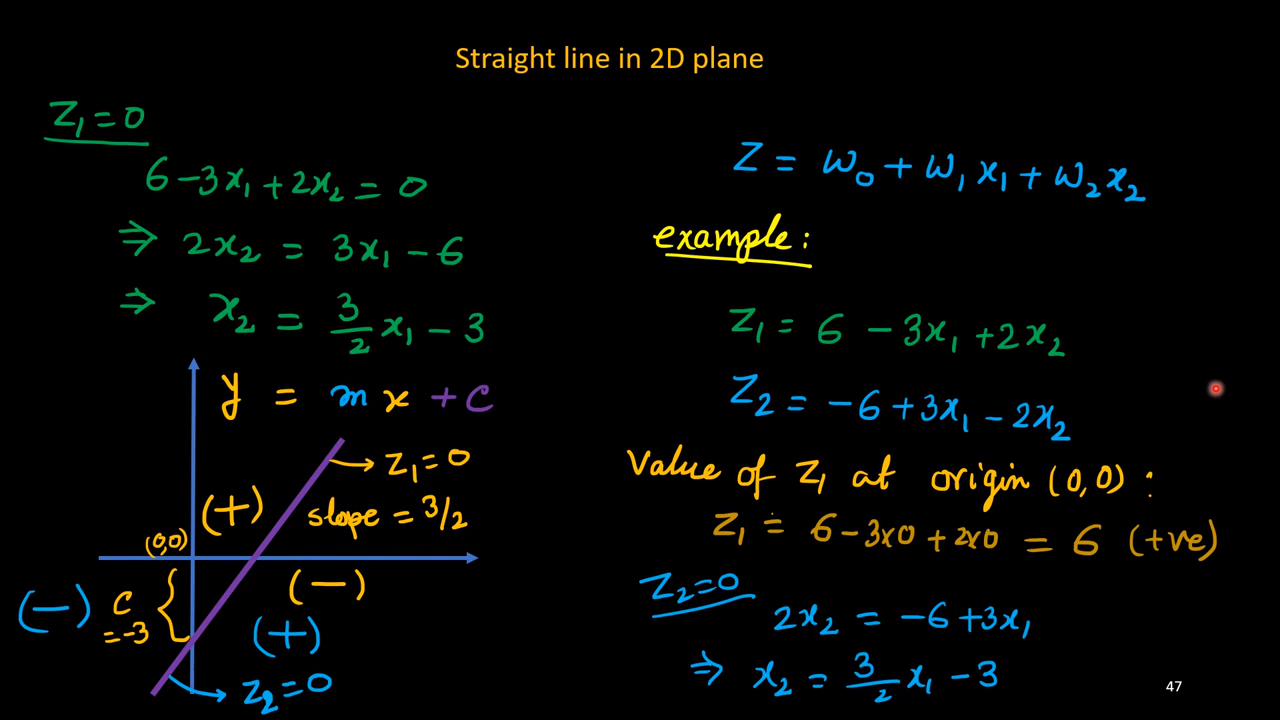 Straight line in 2D plane
Z₁ = 0
6 - 3x₁ + 2x₂ = 0
⇒ 2x₂ = 3x₁ - 6
⇒ x₂ = 3/2 x₁ - 3
y = mx + c
→ Z₁ = 0
(+)
slope = 3/2
(0,0)
(—)
(—) c = -3
(+)
→ Z₂ = 0
Z = w₀ + w₁x₁ + w₂x₂
example:
Z₁ = 6 - 3x₁ + 2x₂
Z₂ = -6 + 3x₁ - 2x₂
Value of Z₁ at origin (0,0) :
Z₁ = 6 - 3x0 + 2x0 = 6 (+ve)
Z₂ = 0
2x₂ = -6 + 3x₁
⇒ x₂ = 3/2 x₁ - 3
47